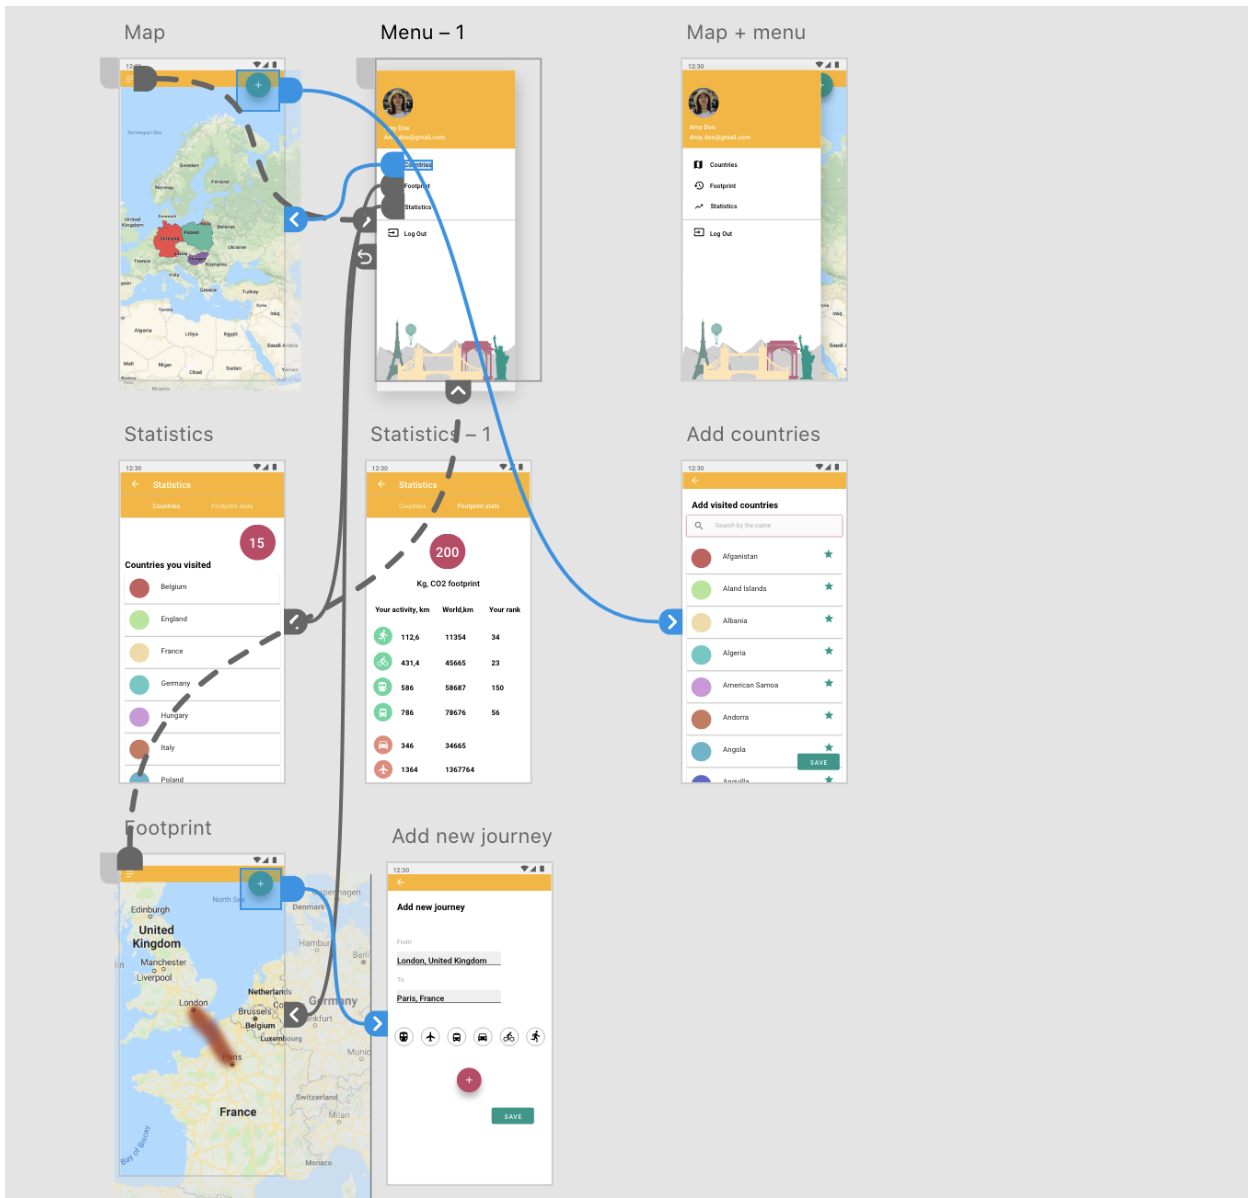 Map
Menu – 1
Map + menu
12:30
Norwegian Sea
Sweden
Finland
Norway
United
Kingdom
Denmark
Belarus
Poland
Germany
Ukraine
France
Hungary
Romania
Italy
Greece
Turkey
Tunisia
Syria
Iraq
Algeria
Libya
Egypt
Saudi Arabia
Mali
Niger
Chad
Sudan
Yemen
Nigeria
Amy Doe
Amy.doe@gmail.com
Countries
Footprint
Statistics
Log Out
12:30
Amy Doe
Amy.doe@gmail.com
Countries
Footprint
Statistics
Log Out
Statistics
Statistics – 1
Add countries
12:30
Statistics
Countries
Footprint stats
15
Countries you visited
Belgium
England
France
Germany
Hungary
Italy
Poland
12:30
Statistics
Countries
Footprint stats
200
Kg, CO2 footprint
Your activity, km World,km Your rank
112,6 11354 34
431,4 45665 23
586 58687 150
786 78676 56
346 34665
1364 1367764
12:30
Add visited countries
Search by the name
Afganistan
Aland Islands
Albania
Algeria
American Samoa
Andorra
Angola
SAVE
Anguilla
Footprint
Add new journey
North Sea
Edinburgh
United
Kingdom
Manchester
Liverpool
London
Copenhagen
Denmark
Hamburg
Berlin
Netherlands
Brussels
Germany
Belgium
Frankfurt
Luxembourg
Paris
Munich
France
Switzerland
Milan
Bay of Biscay
Monaco
12:30
Add new journey
From
London, United Kingdom
To
Paris, France
SAVE